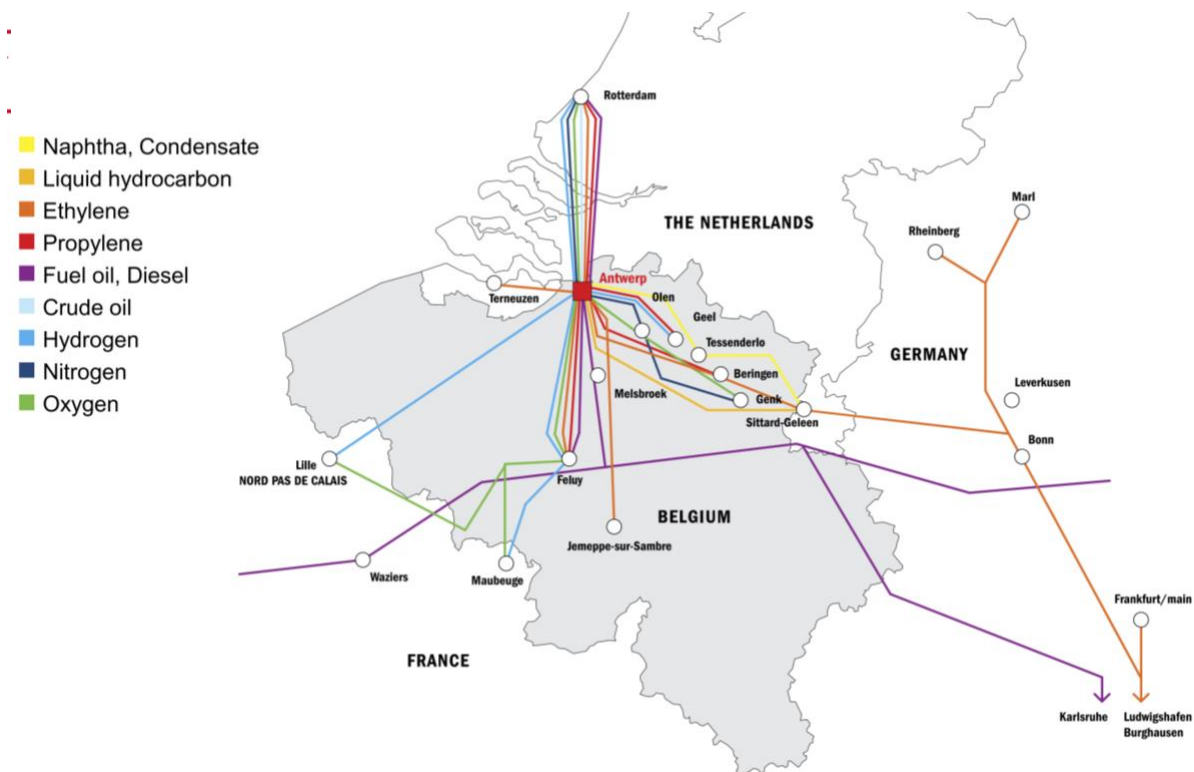 Rotterdam
Naphtha, Condensate
Liquid hydrocarbon
Ethylene
Propylene
Fuel oil, Diesel
Crude oil
Hydrogen
Nitrogen
Oxygen
THE NETHERLANDS
Marl
Rheinberg
Antwerp
Terneuzen
Olen
Geel
Tessenderlo
GERMANY
Beringen
Leverkusen
Melsbroek
Genk
Sittard-Geleen
Bonn
Lille
NORD PAS DE CALAIS
Feluy
BELGIUM
Jemeppe-sur-Sambre
Waziers
Maubeuge
Frankfurt/main
FRANCE
Karlsruhe
Ludwigshafen
Burghausen